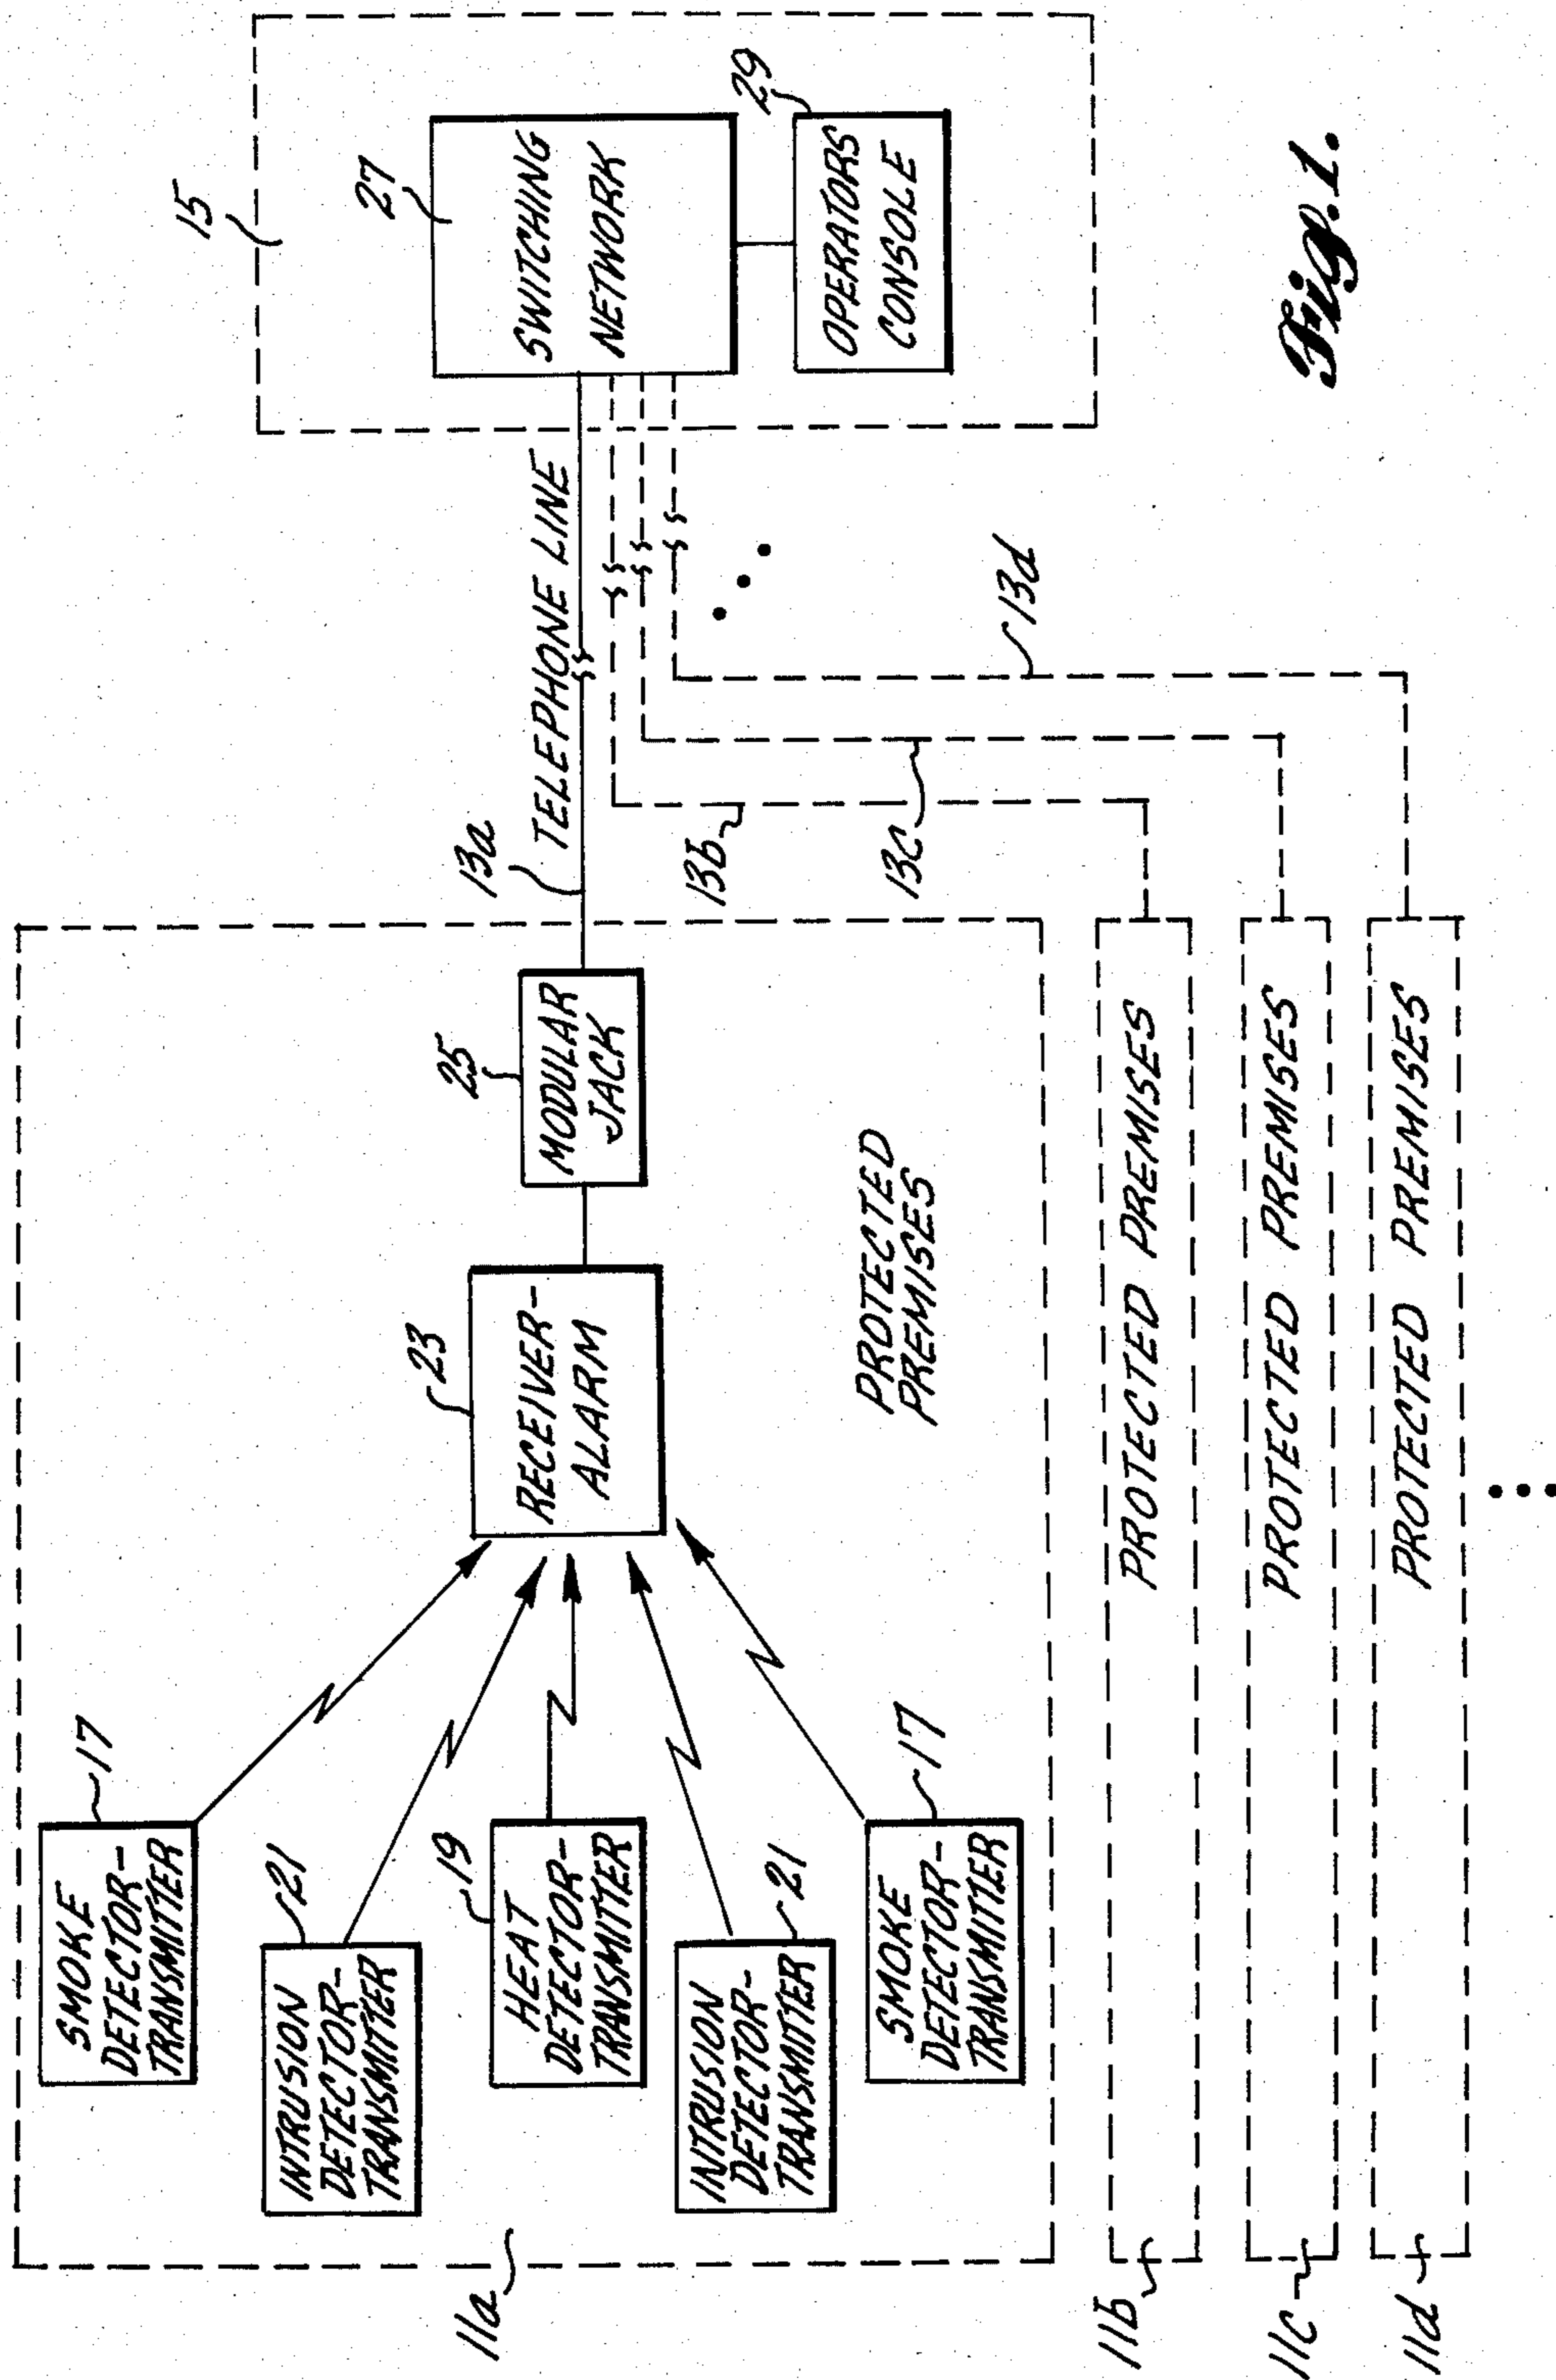 11a
SMOKE
DETECTOR-
TRANSMITTER
17
INTRUSION
DETECTOR-
TRANSMITTER
21
HEAT
DETECTOR-
TRANSMITTER
19
INTRUSION
DETECTOR-
TRANSMITTER
21
SMOKE
DETECTOR-
TRANSMITTER
17
RECEIVER-
ALARM
23
MODULAR
JACK
25
PROTECTED
PREMISES
13a
TELEPHONE LINE
15
SWITCHING
NETWORK
27
OPERATORS
CONSOLE
29
13b
13c
13d
11b
PROTECTED PREMISES
11c
PROTECTED PREMISES
11d
PROTECTED PREMISES
Fig. 1.